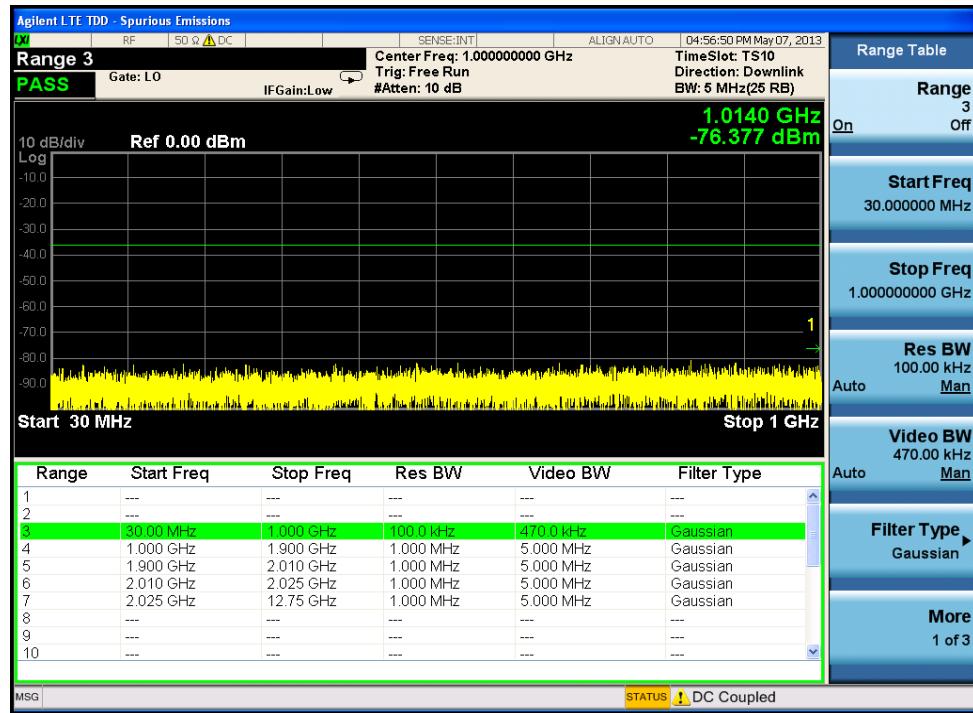 Agilent LTE TDD - Spurious Emissions
LXI RF 50 Ω DC SENSE:INT ALIGN AUTO 04:56:50 PM May 07, 2013
Range 3
PASS
Gate: LO
IFGain:Low
Center Freq: 1.000000000 GHz
Trig: Free Run
#Atten: 10 dB
TimeSlot: TS10
Direction: Downlink
BW: 5 MHz(25 RB)
1.0140 GHz
-76.377 dBm
10 dB/div Ref 0.00 dBm
Log
-10.0
-20.0
-30.0
-40.0
-50.0
-60.0
-70.0
1
-80.0
-90.0
Start 30 MHz Stop 1 GHz
Range Start Freq Stop Freq Res BW Video BW Filter Type
1 --- --- --- --- ---
2 --- --- --- --- ---
3 30.00 MHz 1.000 GHz 100.0 kHz 470.0 kHz Gaussian
4 1.000 GHz 1.900 GHz 1.000 MHz 5.000 MHz Gaussian
5 1.900 GHz 2.010 GHz 1.000 MHz 5.000 MHz Gaussian
6 2.010 GHz 2.025 GHz 1.000 MHz 5.000 MHz Gaussian
7 2.025 GHz 12.75 GHz 1.000 MHz 5.000 MHz Gaussian
8 --- --- --- --- ---
9 --- --- --- --- ---
10 --- --- --- --- ---
MSG STATUS DC Coupled
Range Table
Range
3
On Off
Start Freq
30.000000 MHz
Stop Freq
1.000000000 GHz
Res BW
100.00 kHz
Auto Man
Video BW
470.00 kHz
Auto Man
Filter Type
Gaussian
More
1 of 3